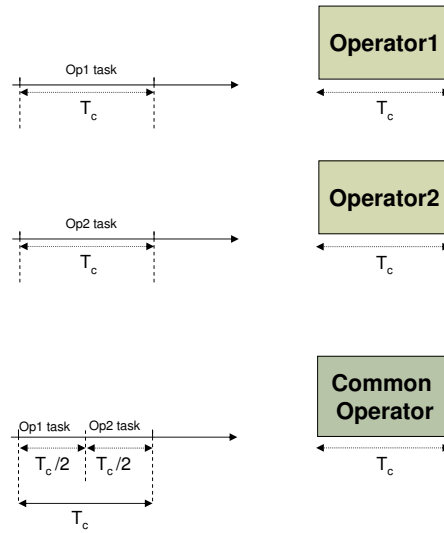 Op1 task
T_c
Operator1
T_c
Op2 task
T_c
Operator2
T_c
Op1 task Op2 task
T_c/2 T_c/2
T_c
Common
Operator
T_c